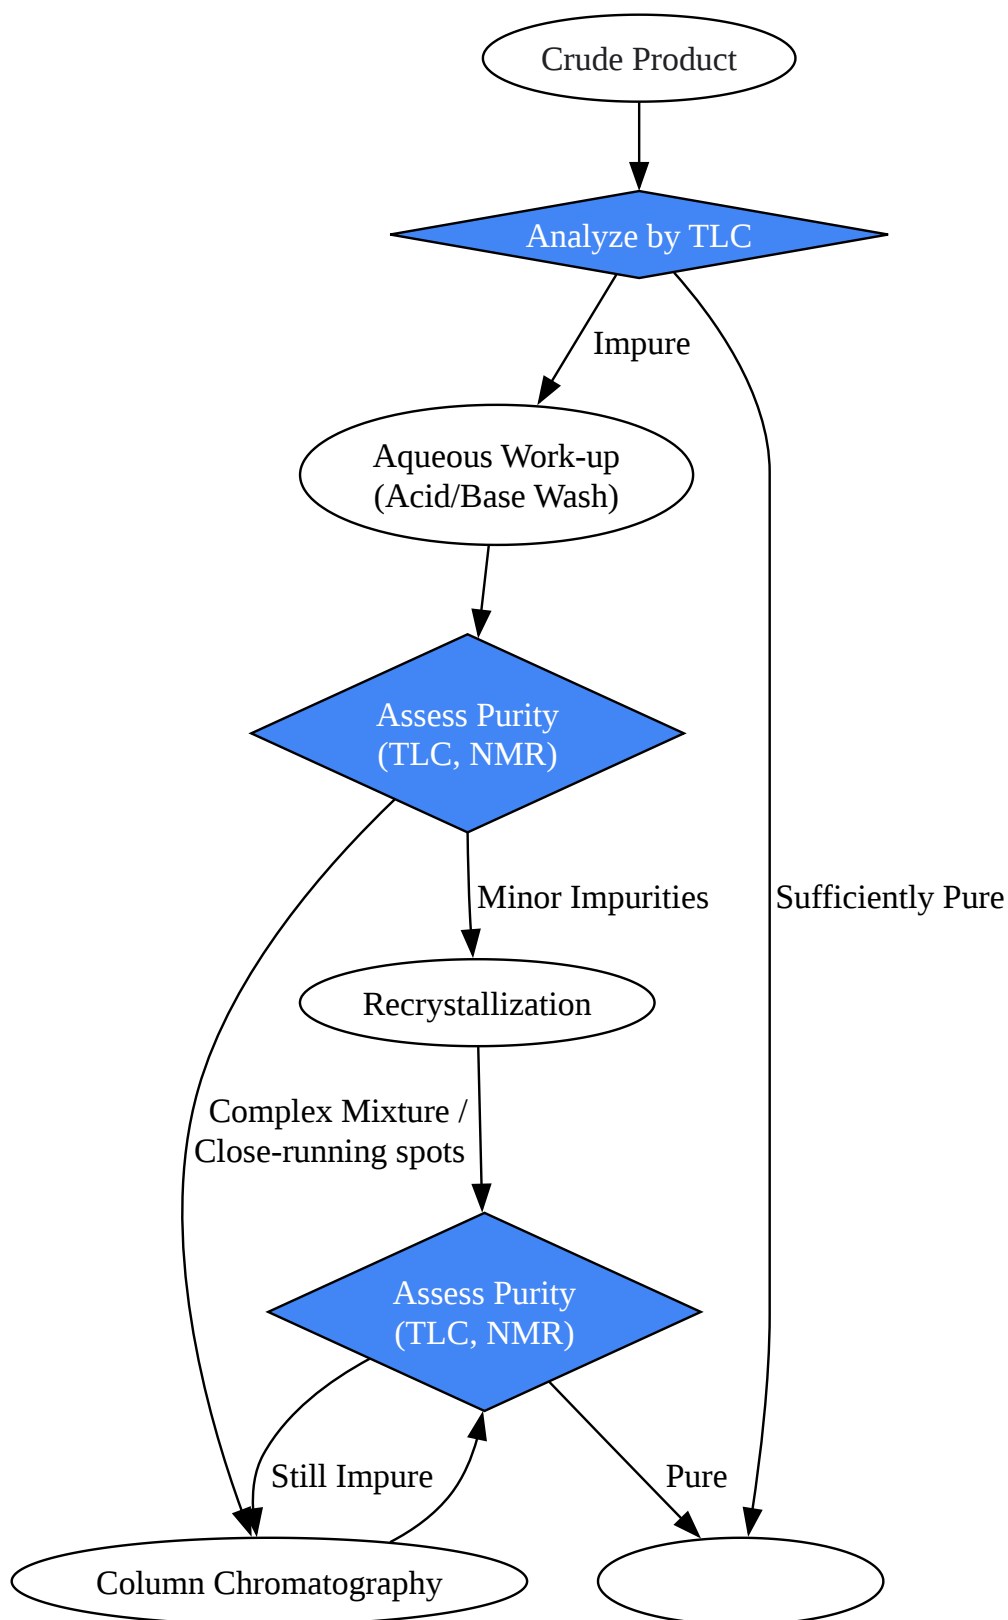 Crude Product
Analyze by TLC
Impure
Aqueous Work-up
(Acid/Base Wash)
Assess Purity
(TLC, NMR)
Minor Impurities
Sufficiently Pure
Recrystallization
Complex Mixture /
Close-running spots
Assess Purity
(TLC, NMR)
Still Impure
Pure
Column Chromatography